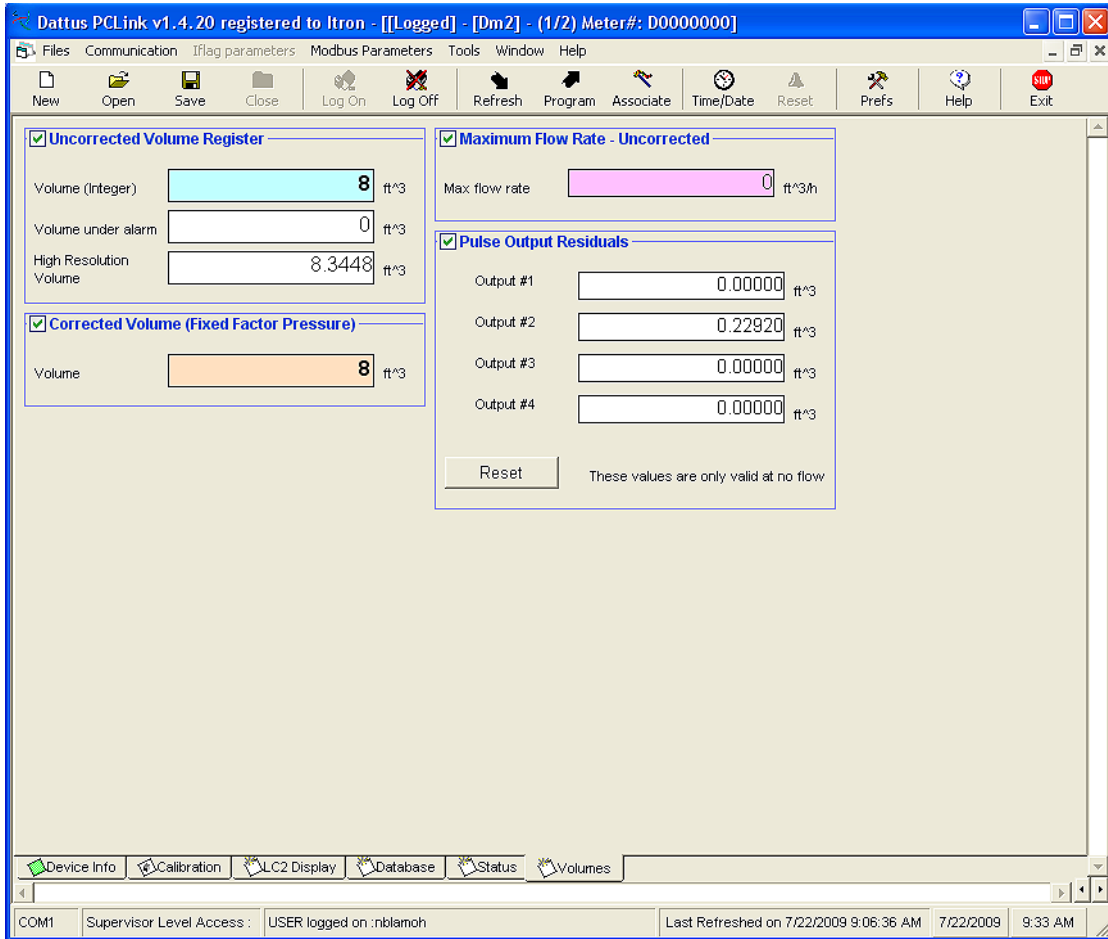 Dattus PCLink v1.4.20 registered to Itron - [[Logged] - [Dm2] - (1/2) Meter#: D0000000]
Files Communication Iflag parameters Modbus Parameters Tools Window Help
New Open Save Close Log On Log Off Refresh Program Associate Time/Date Reset Prefs Help Exit
STOP
Uncorrected Volume Register
Volume (Integer) 8 ft^3
Volume under alarm 0 ft^3
High Resolution
Volume 8.3448 ft^3
Corrected Volume (Fixed Factor Pressure)
Volume 8 ft^3
Maximum Flow Rate - Uncorrected
Max flow rate 0 ft^3/h
Pulse Output Residuals
Output #1 0.00000 ft^3
Output #2 0.22920 ft^3
Output #3 0.00000 ft^3
Output #4 0.00000 ft^3
Reset These values are only valid at no flow
Device Info Calibration LC2 Display Database Status Volumes
COM1 Supervisor Level Access : USER logged on :nblamoh Last Refreshed on 7/22/2009 9:06:36 AM 7/22/2009 9:33 AM